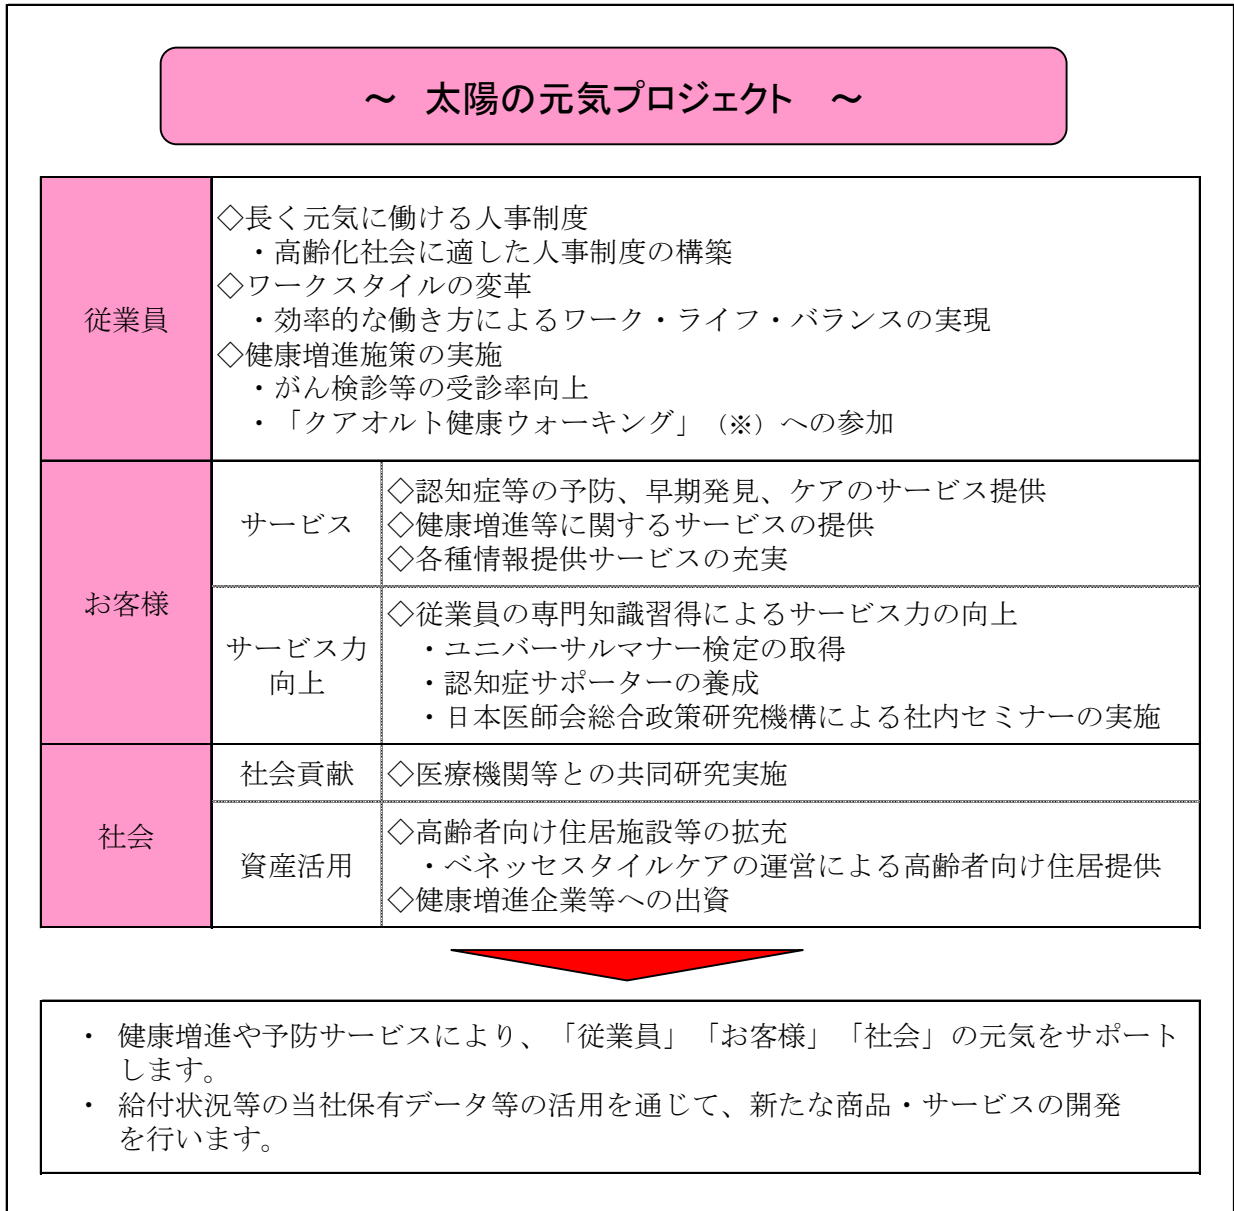 ～ 太陽の元気プロジェクト ～
従業員
◇長く元気に働ける人事制度
・高齢化社会に適した人事制度の構築
◇ワークスタイルの変革
・効率的な働き方によるワーク・ライフ・バランスの実現
◇健康増進施策の実施
・がん検診等の受診率向上
・「クアオルト健康ウォーキング」（※）への参加
お客様
サービス
◇認知症等の予防、早期発見、ケアのサービス提供
◇健康増進等に関するサービスの提供
◇各種情報提供サービスの充実
サービス力
向上
◇従業員の専門知識習得によるサービス力の向上
・ユニバーサルマナー検定の取得
・認知症サポーターの養成
・日本医師会総合政策研究機構による社内セミナーの実施
社会
社会貢献
◇医療機関等との共同研究実施
資産活用
◇高齢者向け住居施設等の拡充
・ベネッセスタイルケアの運営による高齢者向け住居提供
◇健康増進企業等への出資
・ 健康増進や予防サービスにより、「従業員」「お客様」「社会」の元気をサポート
します。
・ 給付状況等の当社保有データ等の活用を通じて、新たな商品・サービスの開発
を行います。